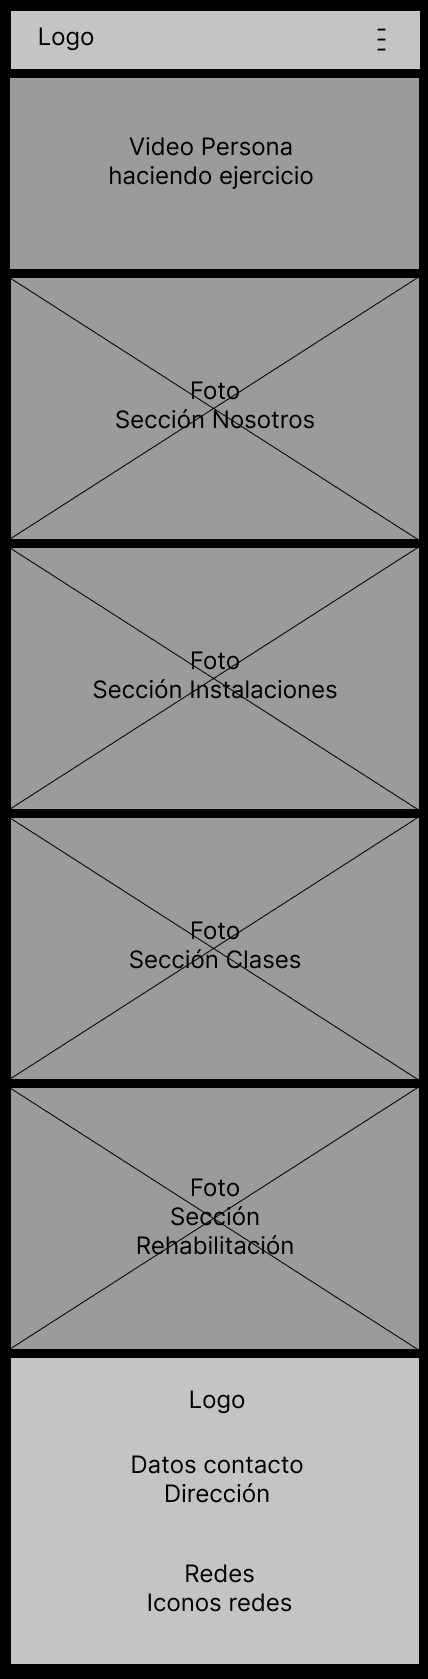 Logo
Video Persona
haciendo ejercicio
Foto
Sección Nosotros
Foto
Sección Instalaciones
Foto
Sección Clases
Foto
Sección
Rehabilitación
Logo
Datos contacto
Dirección
Redes
Iconos redes